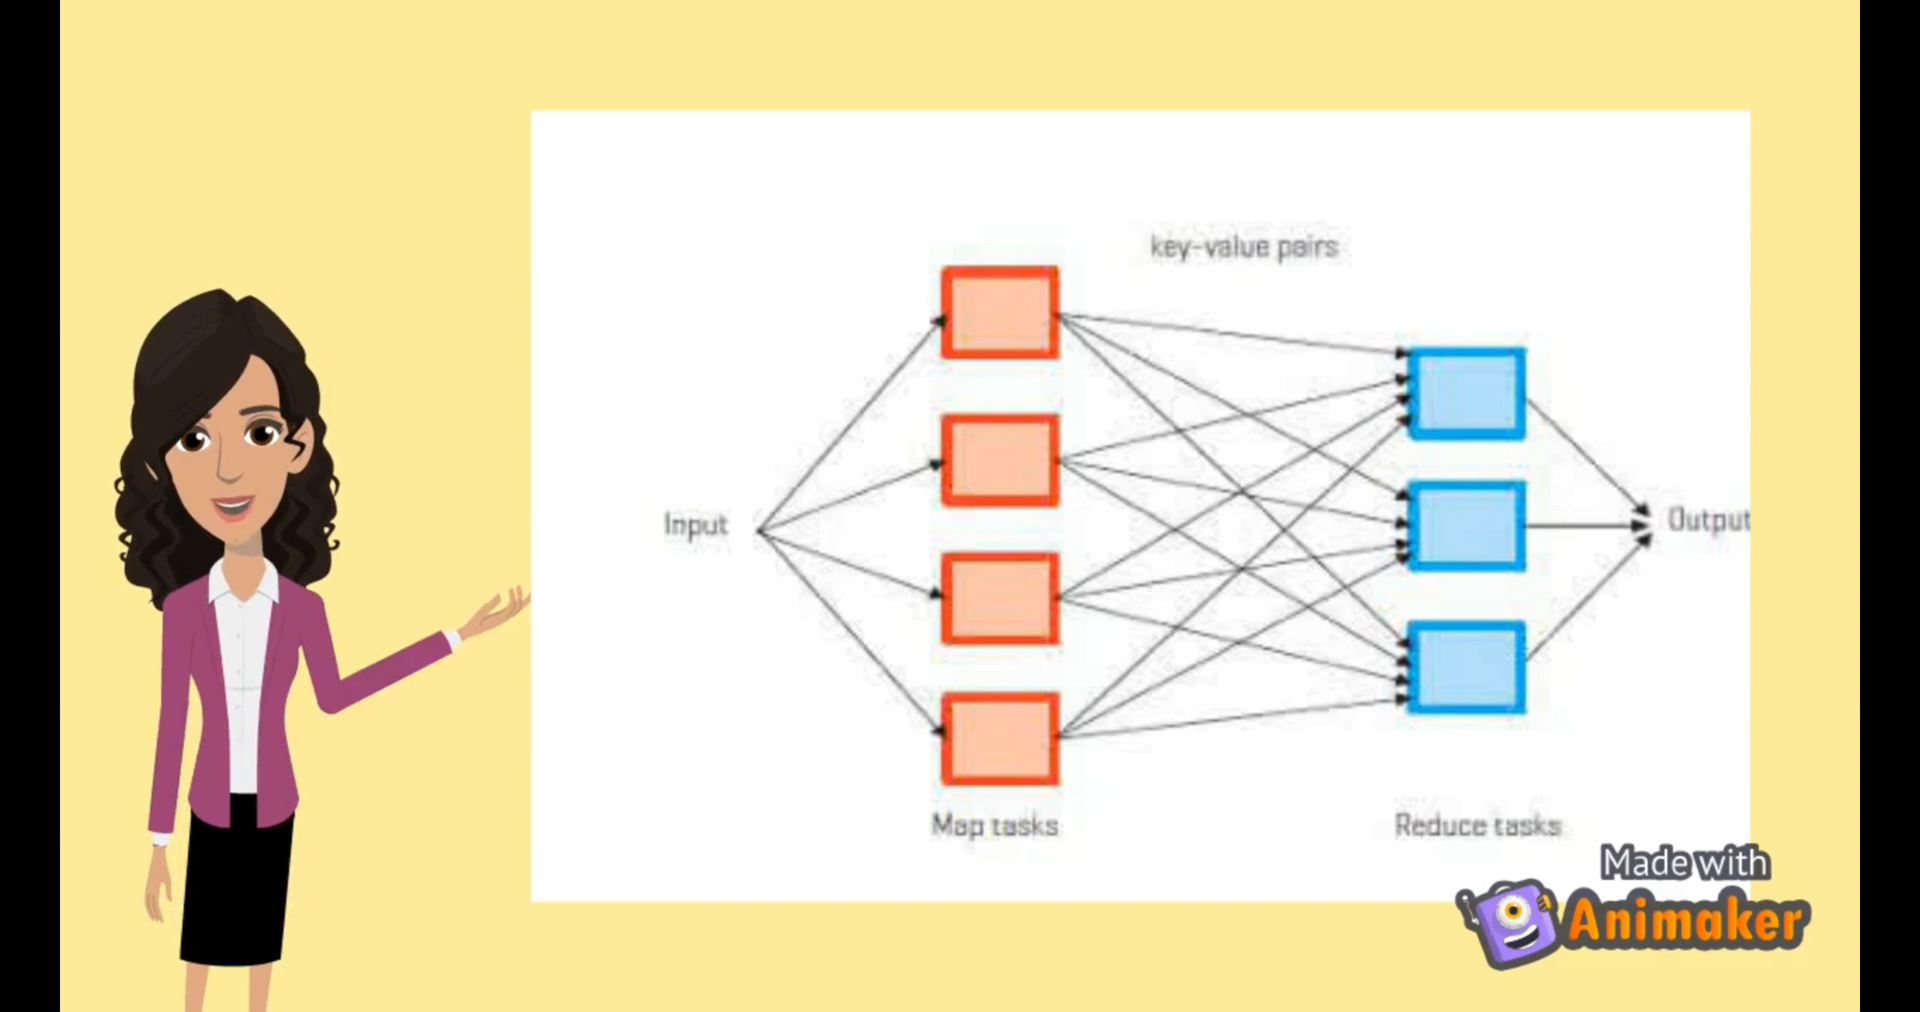 key-value pairs
Input
Output
Map tasks
Reduce tasks
Made with
Animaker